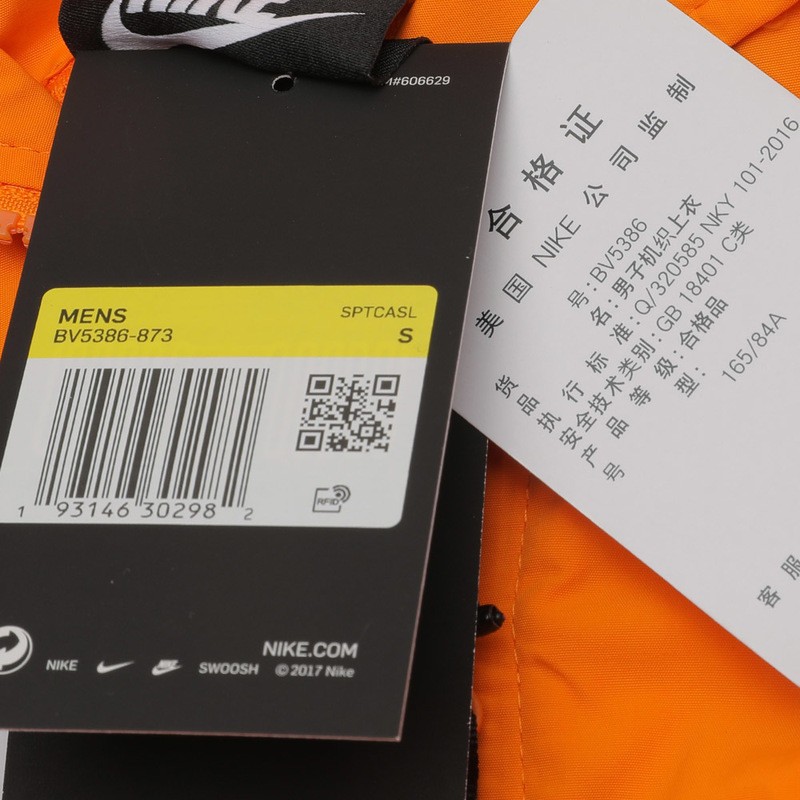 NIKE
M#606629
MENS
SPTCASL
BV5386-873
S
1 93146 30298 2
RFID
NIKE.COM
NIKE
SWOOSH
© 2017 Nike
合格证
美国 NIKE 公司监制
货号:BV5386
品名:男子机织上衣
执行标准:Q/320585 NKY 101-2016
安全技术类别:GB 18401 C类
产品等级:合格品
号型: 165/84A
客服